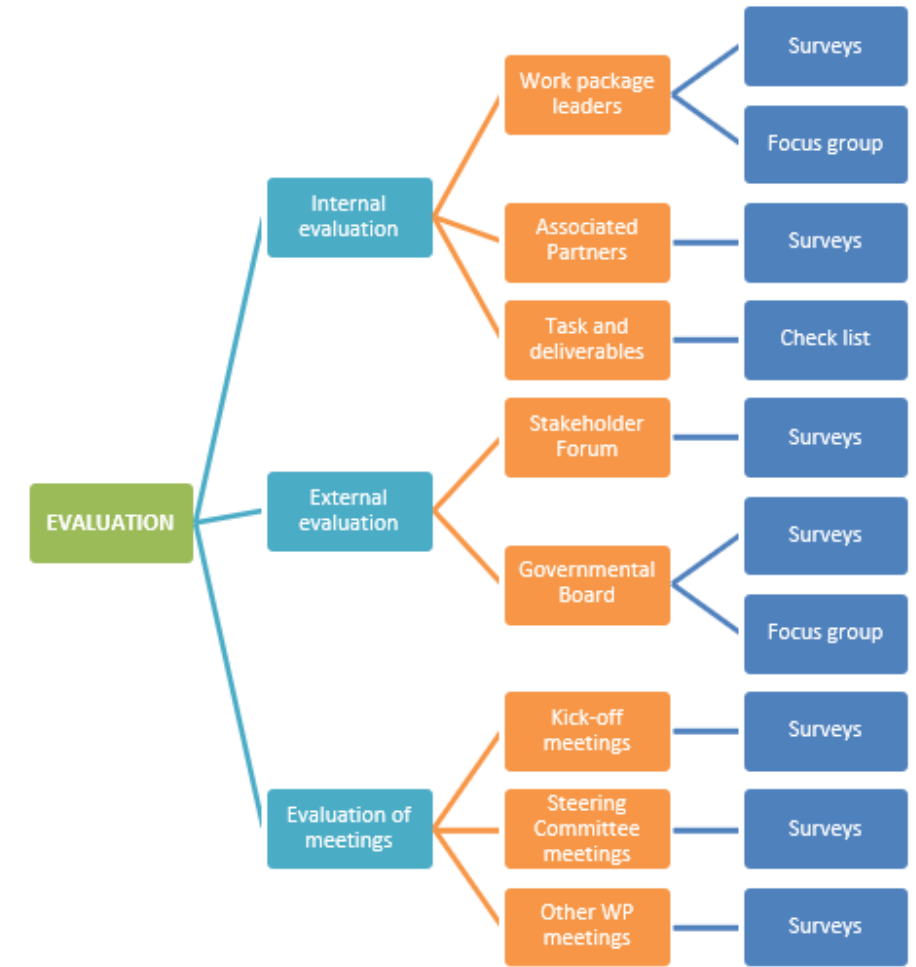 Surveys
Work package
leaders
Focus group
Internal
evaluation
Associated
Partners
Surveys
Task and
deliverables
Check list
Stakeholder
Forum
Surveys
EVALUATION
External
evaluation
Surveys
Governmental
Board
Focus group
Kick-off
meetings
Surveys
Evaluation of
meetings
Steering
Committee
meetings
Surveys
Other WP
meetings
Surveys